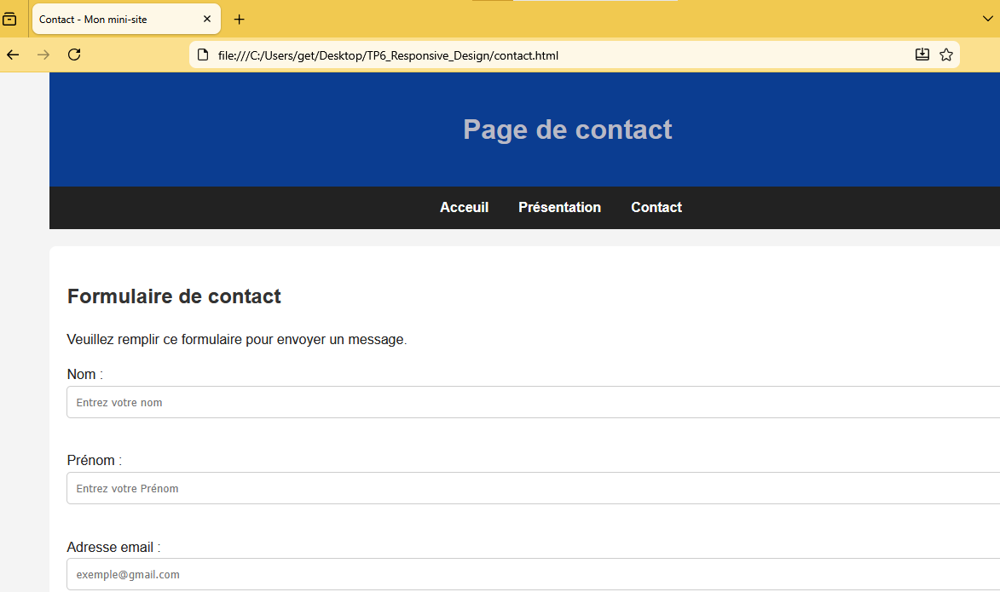 Contact - Mon mini-site
file:///C:/Users/get/Desktop/TP6_Responsive_Design/contact.html
Page de contact
Acceuil Présentation Contact
Formulaire de contact
Veuillez remplir ce formulaire pour envoyer un message.
Nom :
Entrez votre nom
Prénom :
Entrez votre Prénom
Adresse email :
exemple@gmail.com